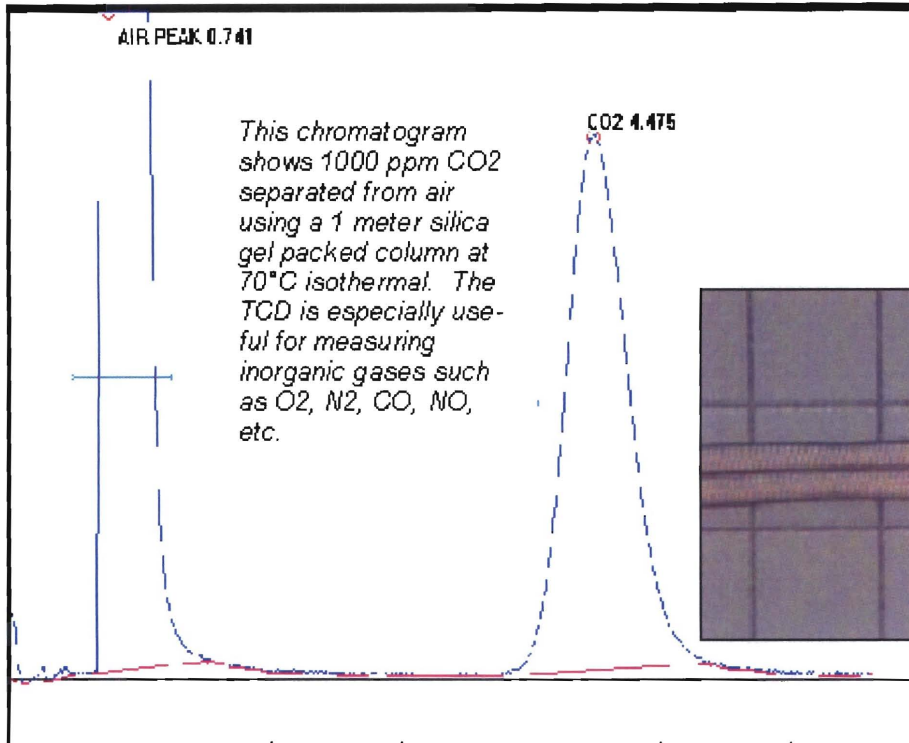 AIR PEAK 0.741
CO2 4.475
This chromatogram
shows 1000 ppm CO2
separated from air
using a 1 meter silica
gel packed column at
70°C isothermal. The
TCD is especially use-
ful for measuring
inorganic gases such
as O2, N2, CO, NO,
etc.